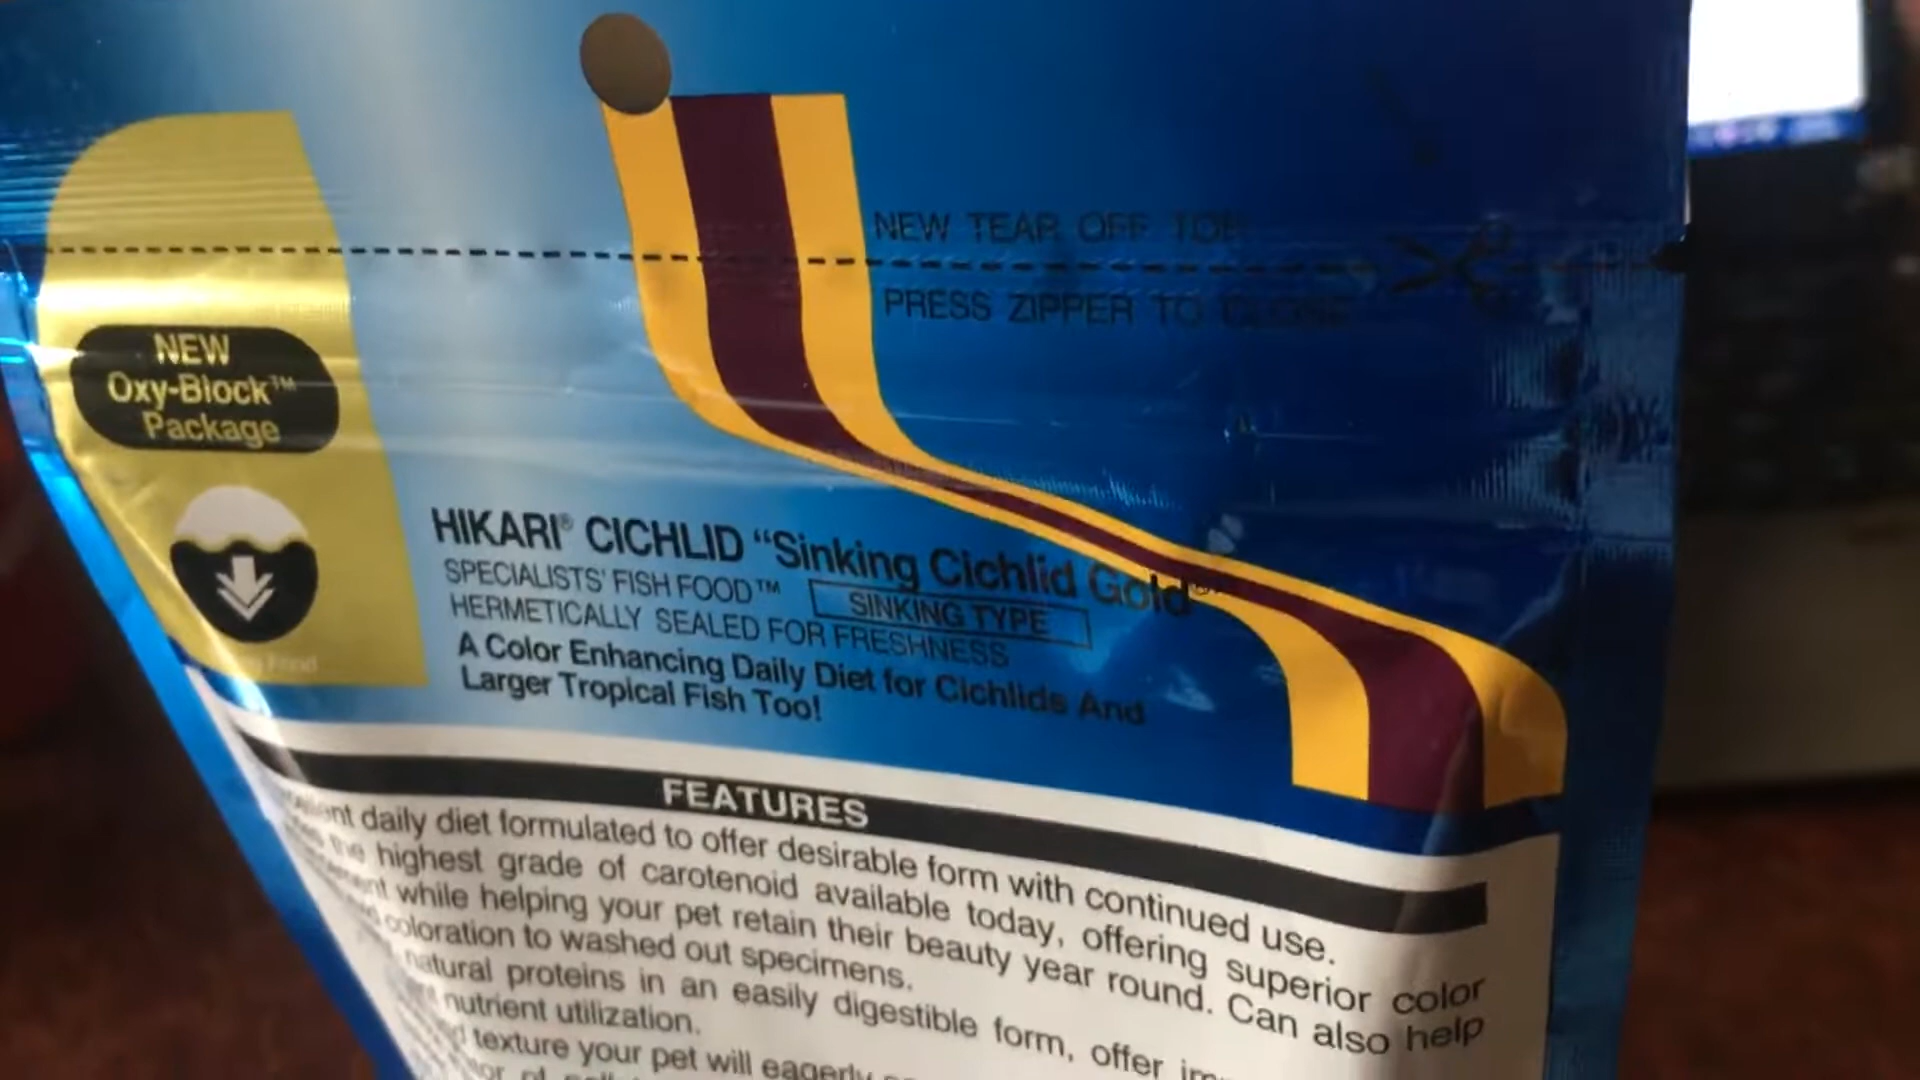 NEW TEAR OFF TOP
PRESS ZIPPER TO CLOSE
NEW
Oxy-Block™
Package
HIKARI® CICHLID “Sinking Cichlid Gold®”
SPECIALISTS' FISH FOOD™ SINKING TYPE
HERMETICALLY SEALED FOR FRESHNESS
A Color Enhancing Daily Diet for Cichlids And
Larger Tropical Fish Too!
Food
FEATURES
daily diet formulated to offer desirable form with continued use.
the highest grade of carotenoid available today, offering superior color
while helping your pet retain their beauty year round. Can also help
coloration to washed out specimens.
natural proteins in an easily digestible form, offer
nutrient utilization.
texture your pet will eagerly
of